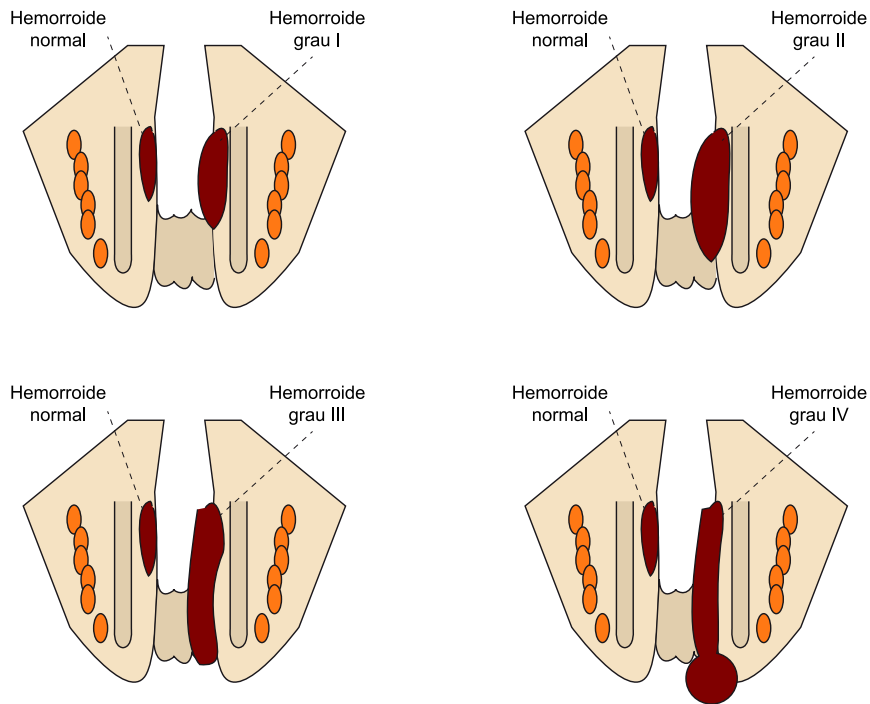 Hemorroide
normal
Hemorroide
grau I
Hemorroide
normal
Hemorroide
grau II
Hemorroide
normal
Hemorroide
grau III
Hemorroide
normal
Hemorroide
grau IV